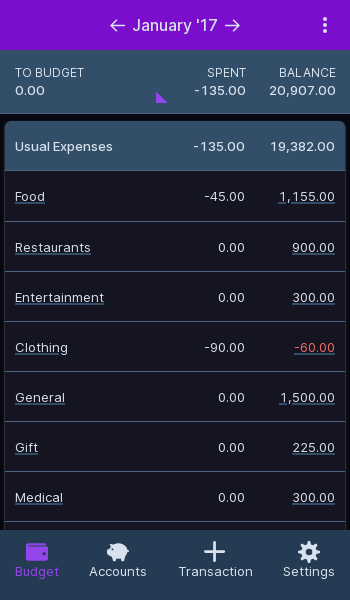 ← January '17 →
TO BUDGET SPENT BALANCE
0.00 -135.00 20,907.00
Usual Expenses -135.00 19,382.00
Food -45.00 1,155.00
Restaurants 0.00 900.00
Entertainment 0.00 300.00
Clothing -90.00 -60.00
General 0.00 1,500.00
Gift 0.00 225.00
Medical 0.00 300.00
Budget Accounts Transaction Settings